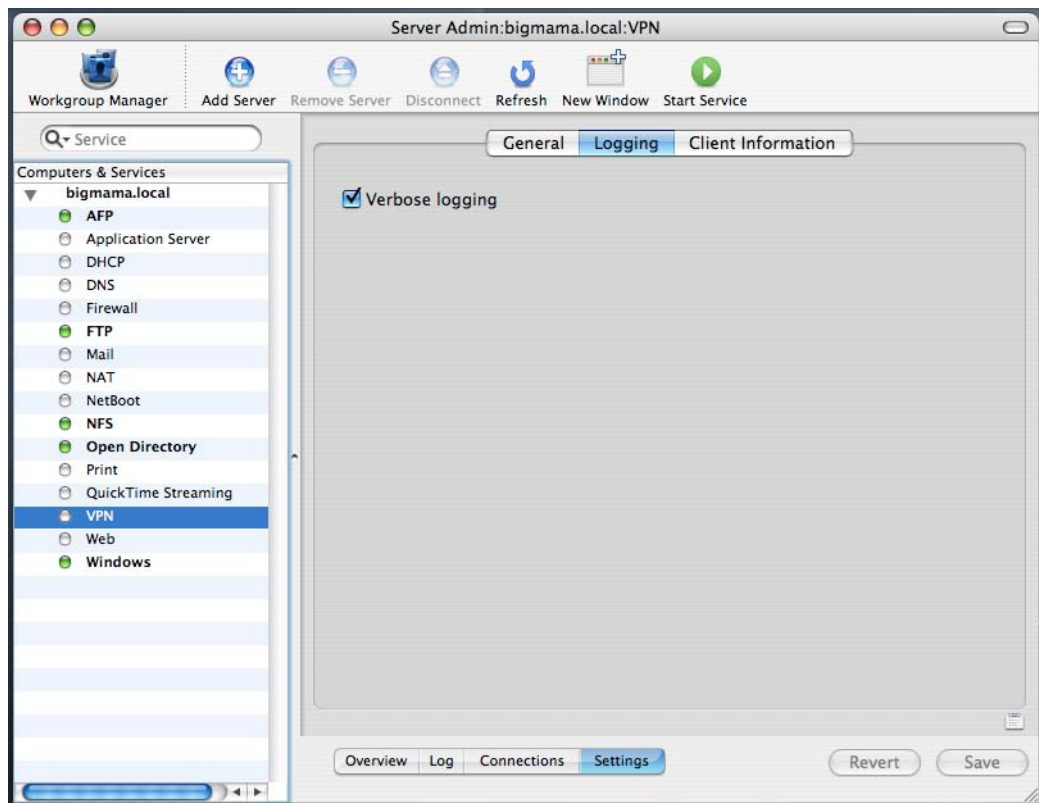 Server Admin:bigmama.local:VPN
Workgroup Manager
Add Server
Remove Server
Disconnect
Refresh
New Window
Start Service
Service
Computers & Services
bigmama.local
AFP
Application Server
DHCP
DNS
Firewall
FTP
Mail
NAT
NetBoot
NFS
Open Directory
Print
QuickTime Streaming
VPN
Web
Windows
General
Logging
Client Information
Verbose logging
Overview
Log
Connections
Settings
Revert
Save